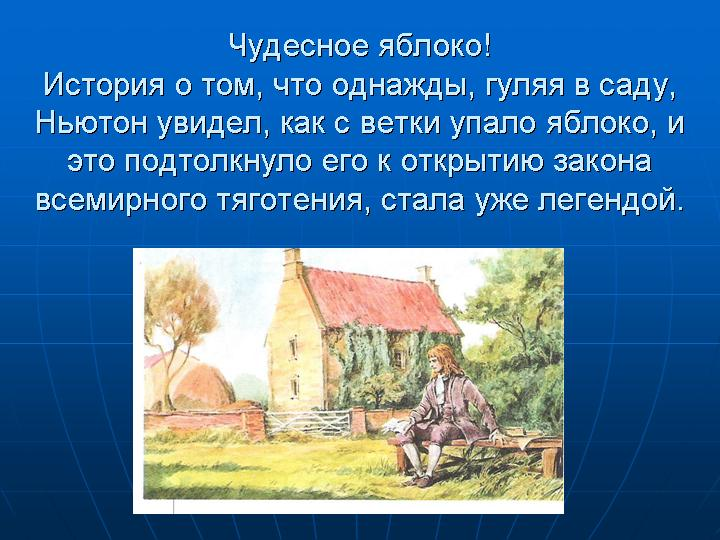 Чудесное яблоко!
История о том, что однажды, гуляя в саду,
Ньютон увидел, как с ветки упало яблоко, и
это подтолкнуло его к открытию закона
всемирного тяготения, стала уже легендой.